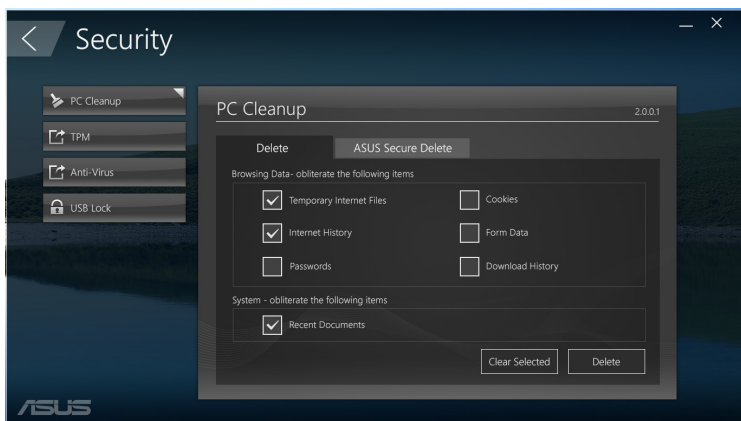 Security
PC Cleanup
TPM
Anti-Virus
USB Lock
PC Cleanup 2.0.0.1
Delete ASUS Secure Delete
Browsing Data- obliterate the following items
Temporary Internet Files Cookies
Internet History Form Data
Passwords Download History
System - obliterate the following items
Recent Documents
Clear Selected Delete
ASUS